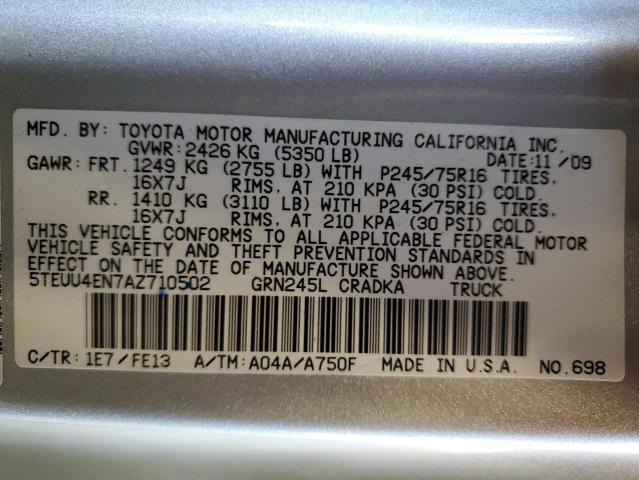 MFD. BY: TOYOTA MOTOR MANUFACTURING CALIFORNIA INC.
GVWR: 2426 KG (5350 LB) DATE: 11 /09
GAWR: FRT. 1249 KG (2755 LB) WITH P245/75R16 TIRES,
16X7J RIMS, AT 210 KPA (30 PSI) COLD.
RR. 1410 KG (3110 LB) WITH P245/75R16 TIRES,
16X7J RIMS, AT 210 KPA (30 PSI) COLD.
THIS VEHICLE CONFORMS TO ALL APPLICABLE FEDERAL MOTOR
VEHICLE SAFETY AND THEFT PREVENTION STANDARDS IN
EFFECT ON THE DATE OF MANUFACTURE SHOWN ABOVE.
5TEUU4EN7AZ710502 GRN245L CRADKA TRUCK
C/TR: 1E7 / FE13 A/TM: A04A/A750F MADE IN U.S.A. NO. 698